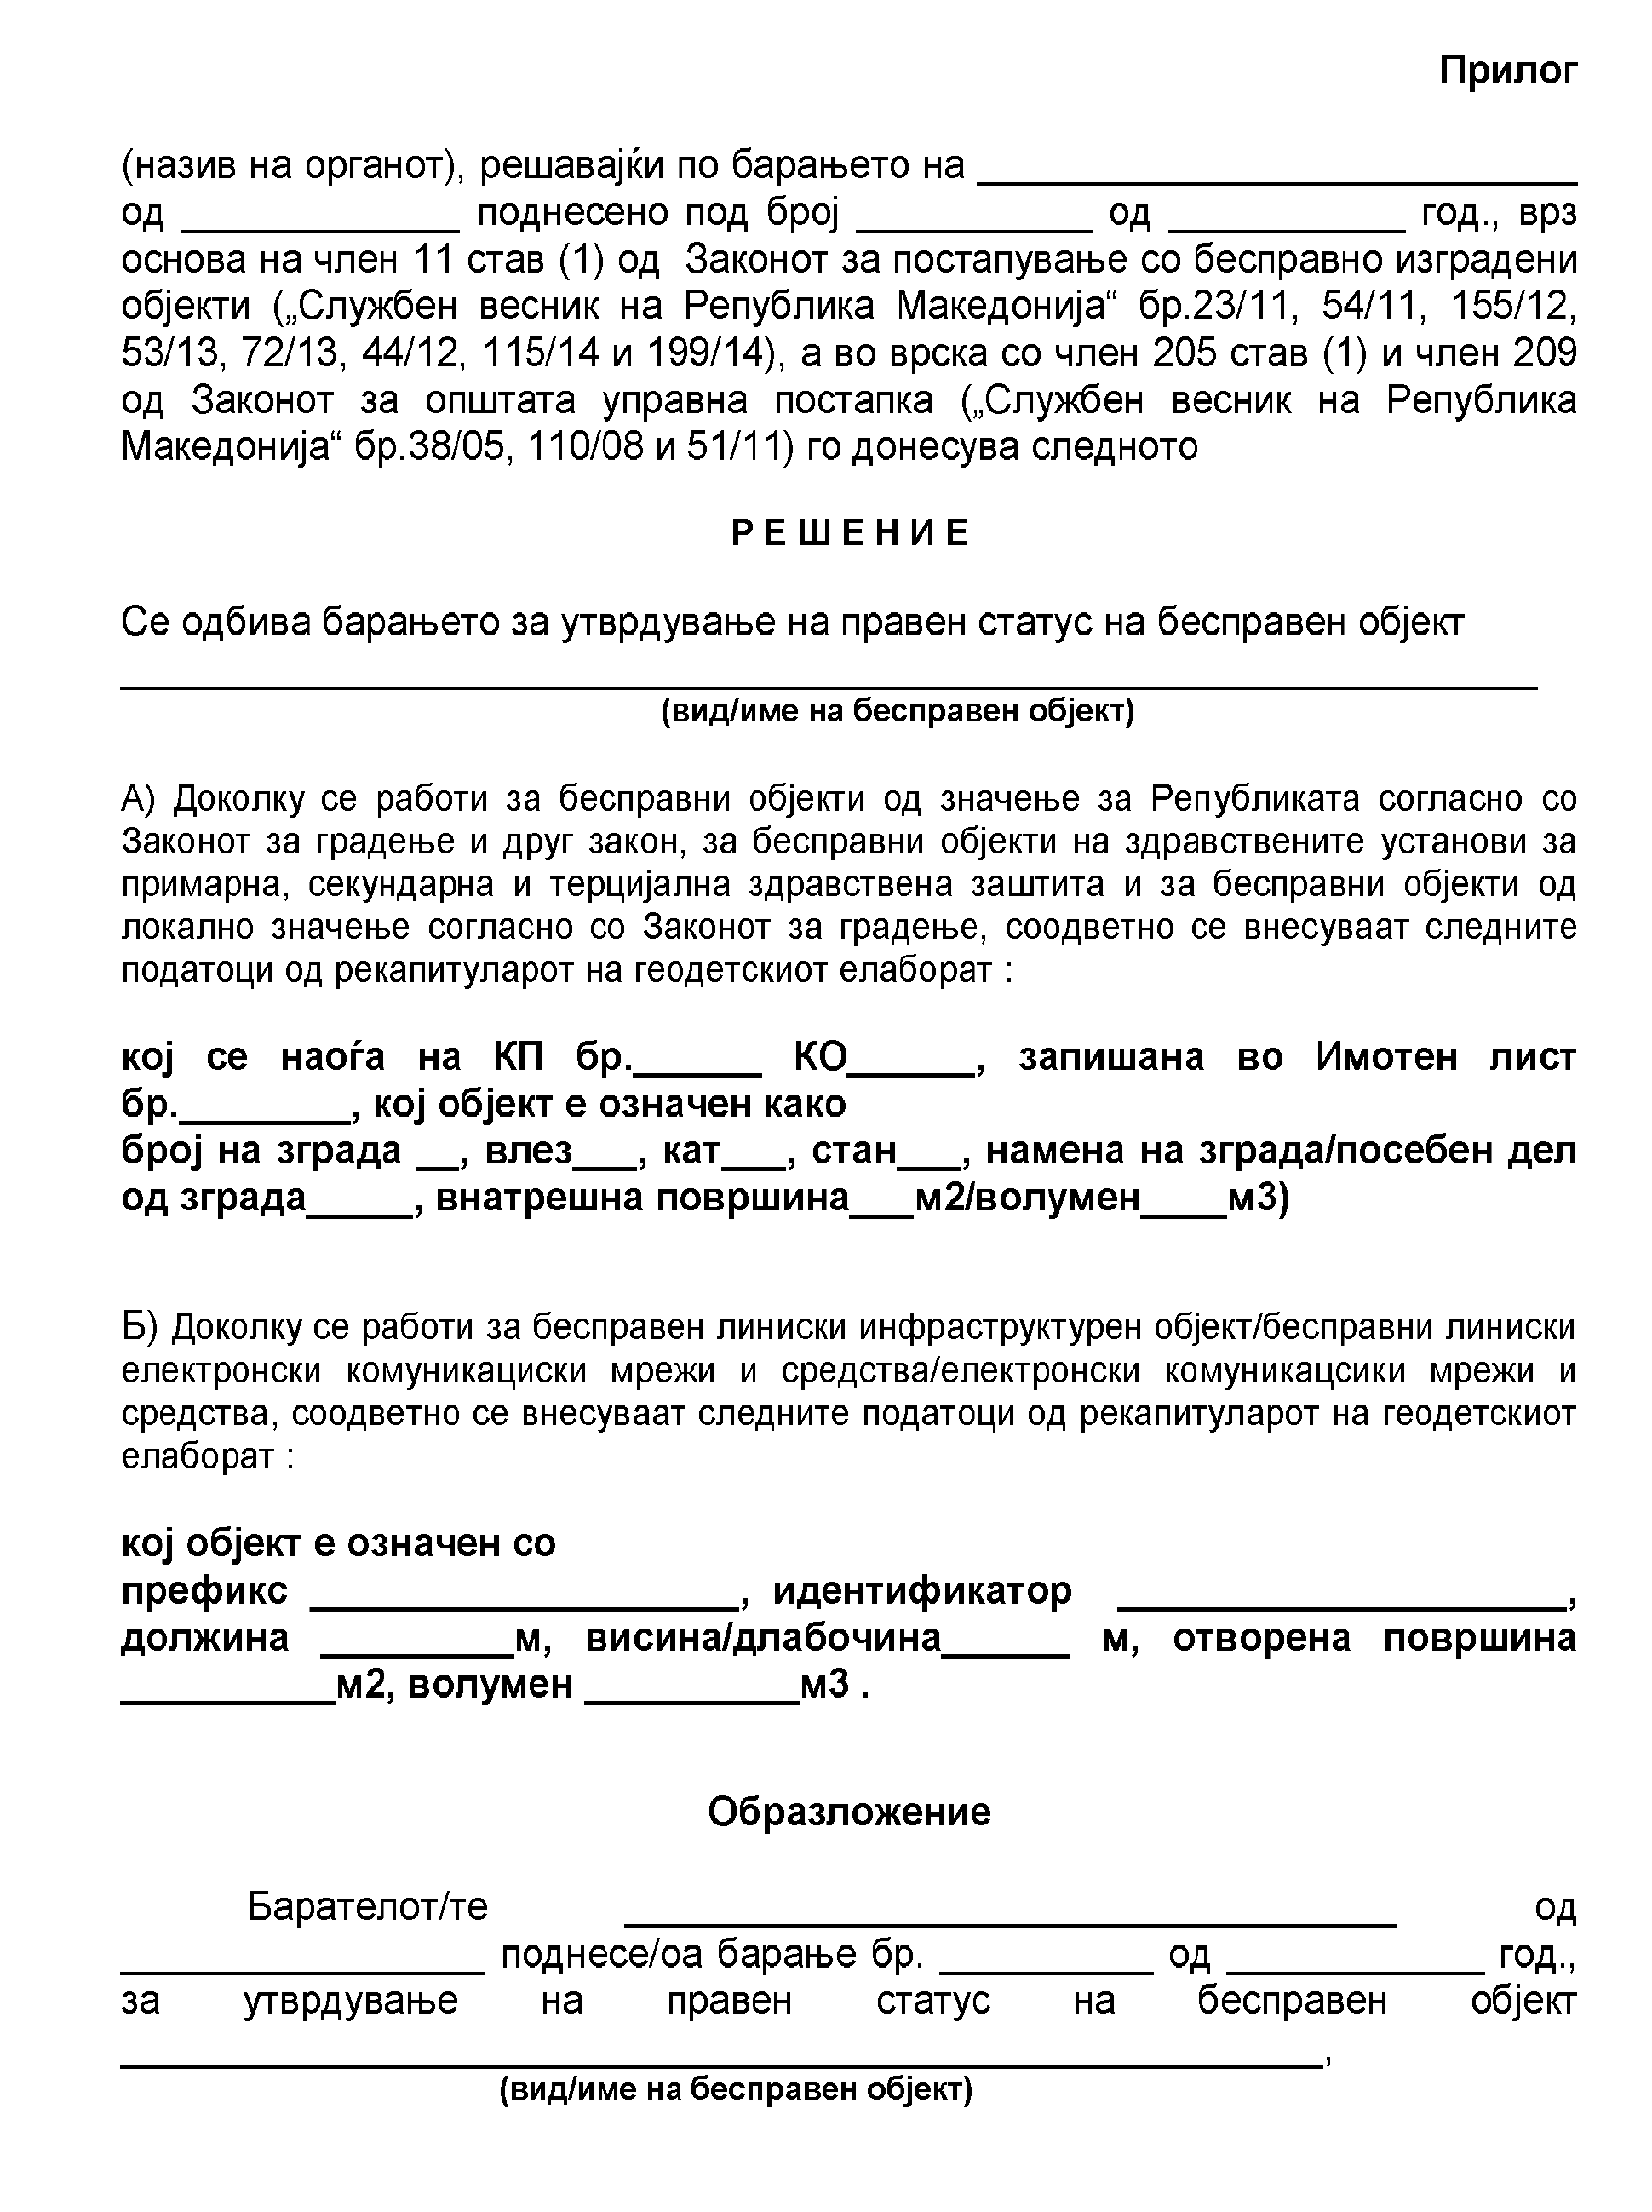 Прилог
(назив на органот), решавајќи по барањето на ____________________________
од _____________ поднесено под број ___________ од ___________ год., врз
основа на член 11 став (1) од  Законот за постапување со бесправно изградени
објекти („Службен весник на Република Македонија“ бр.23/11, 54/11, 155/12,
53/13, 72/13, 44/12, 115/14 и 199/14), а во врска со член 205 став (1) и член 209
од Законот за општата управна постапка („Службен весник на Република
Македонија“ бр.38/05, 110/08 и 51/11) го донесува следното
Р Е Ш Е Н И Е
Се одбива барањето за утврдување на правен статус на бесправен објект
__________________________________________________________________
(вид/име на бесправен објект)
А) Доколку се работи за бесправни објекти од значење за Републиката согласно со
Законот за градење и друг закон, за бесправни објекти на здравствените установи за
примарна, секундарна и терцијална здравствена заштита и за бесправни објекти од
локално значење согласно со Законот за градење, соодветно се внесуваат следните
податоци од рекапитуларот на геодетскиот елаборат :
кој се наоѓа на КП бр.______ КО______, запишана во Имотен лист
бр.________, кој објект е означен како
број на зграда __, влез___, кат___, стан___, намена на зграда/посебен дел
од зграда_____, внатрешна површина___м2/волумен____м3)
Б) Доколку се работи за бесправен линиски инфраструктурен објект/бесправни линиски
електронски комуникациски мрежи и средства/електронски комуникацсики мрежи и
средства, соодветно се внесуваат следните податоци од рекапитуларот на геодетскиот
елаборат :
кој објект е означен со
префикс ____________________, идентификатор _____________________,
должина _________м, висина/длабочина______ м, отворена површина
__________м2, волумен __________м3 .
Образложение
Барателот/те ____________________________________ од
_________________ поднесе/оа барање бр. __________ од ____________ год.,
за утврдување на правен статус на бесправен објект
________________________________________________________,
(вид/име на бесправен објект)